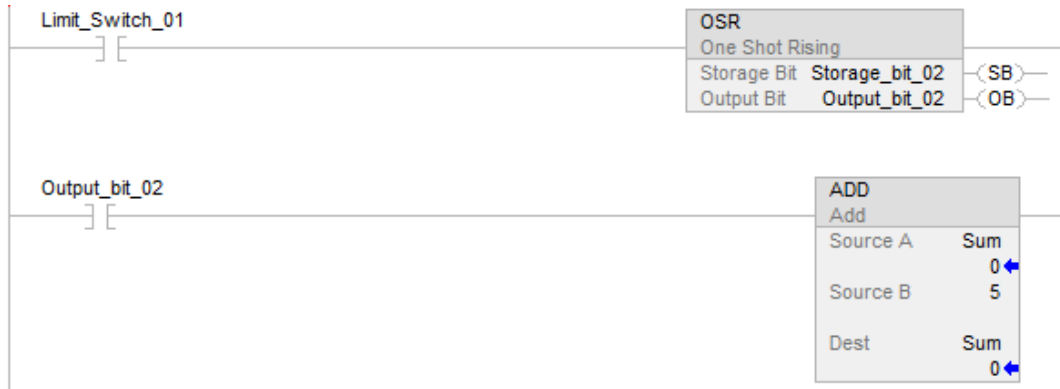 Limit_Switch_01
OSR
One Shot Rising
Storage Bit Storage_bit_02 SB
Output Bit Output_bit_02 OB
Output_bit_02
ADD
Add
Source A Sum
0
Source B 5
Dest Sum
0